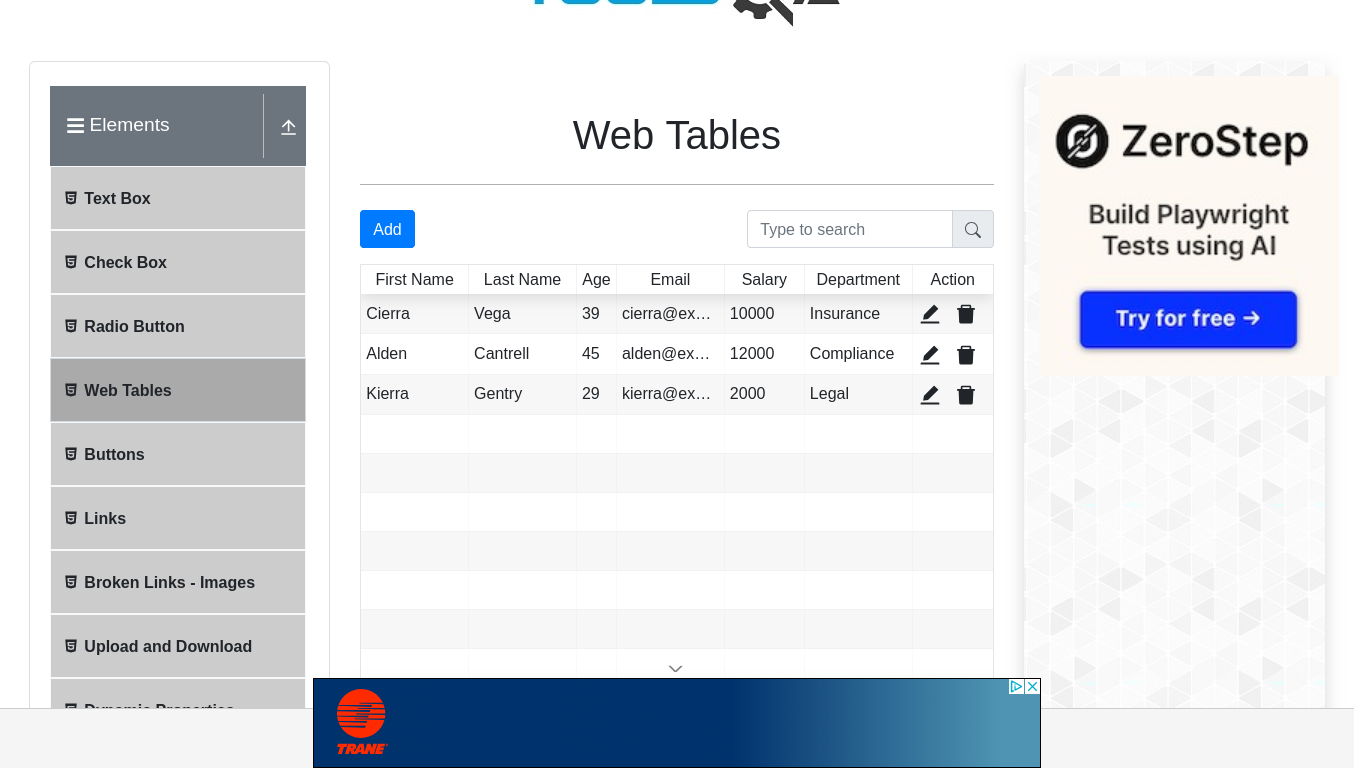 Elements
Text Box
Check Box
Radio Button
Web Tables
Buttons
Links
Broken Links - Images
Upload and Download
Web Tables
Add
Type to search
First Name Last Name Age Email Salary Department Action
Cierra Vega 39 cierra@ex… 10000 Insurance
Alden Cantrell 45 alden@ex… 12000 Compliance
Kierra Gentry 29 kierra@ex… 2000 Legal
ZeroStep
Build Playwright
Tests using AI
Try for free →
TRANE